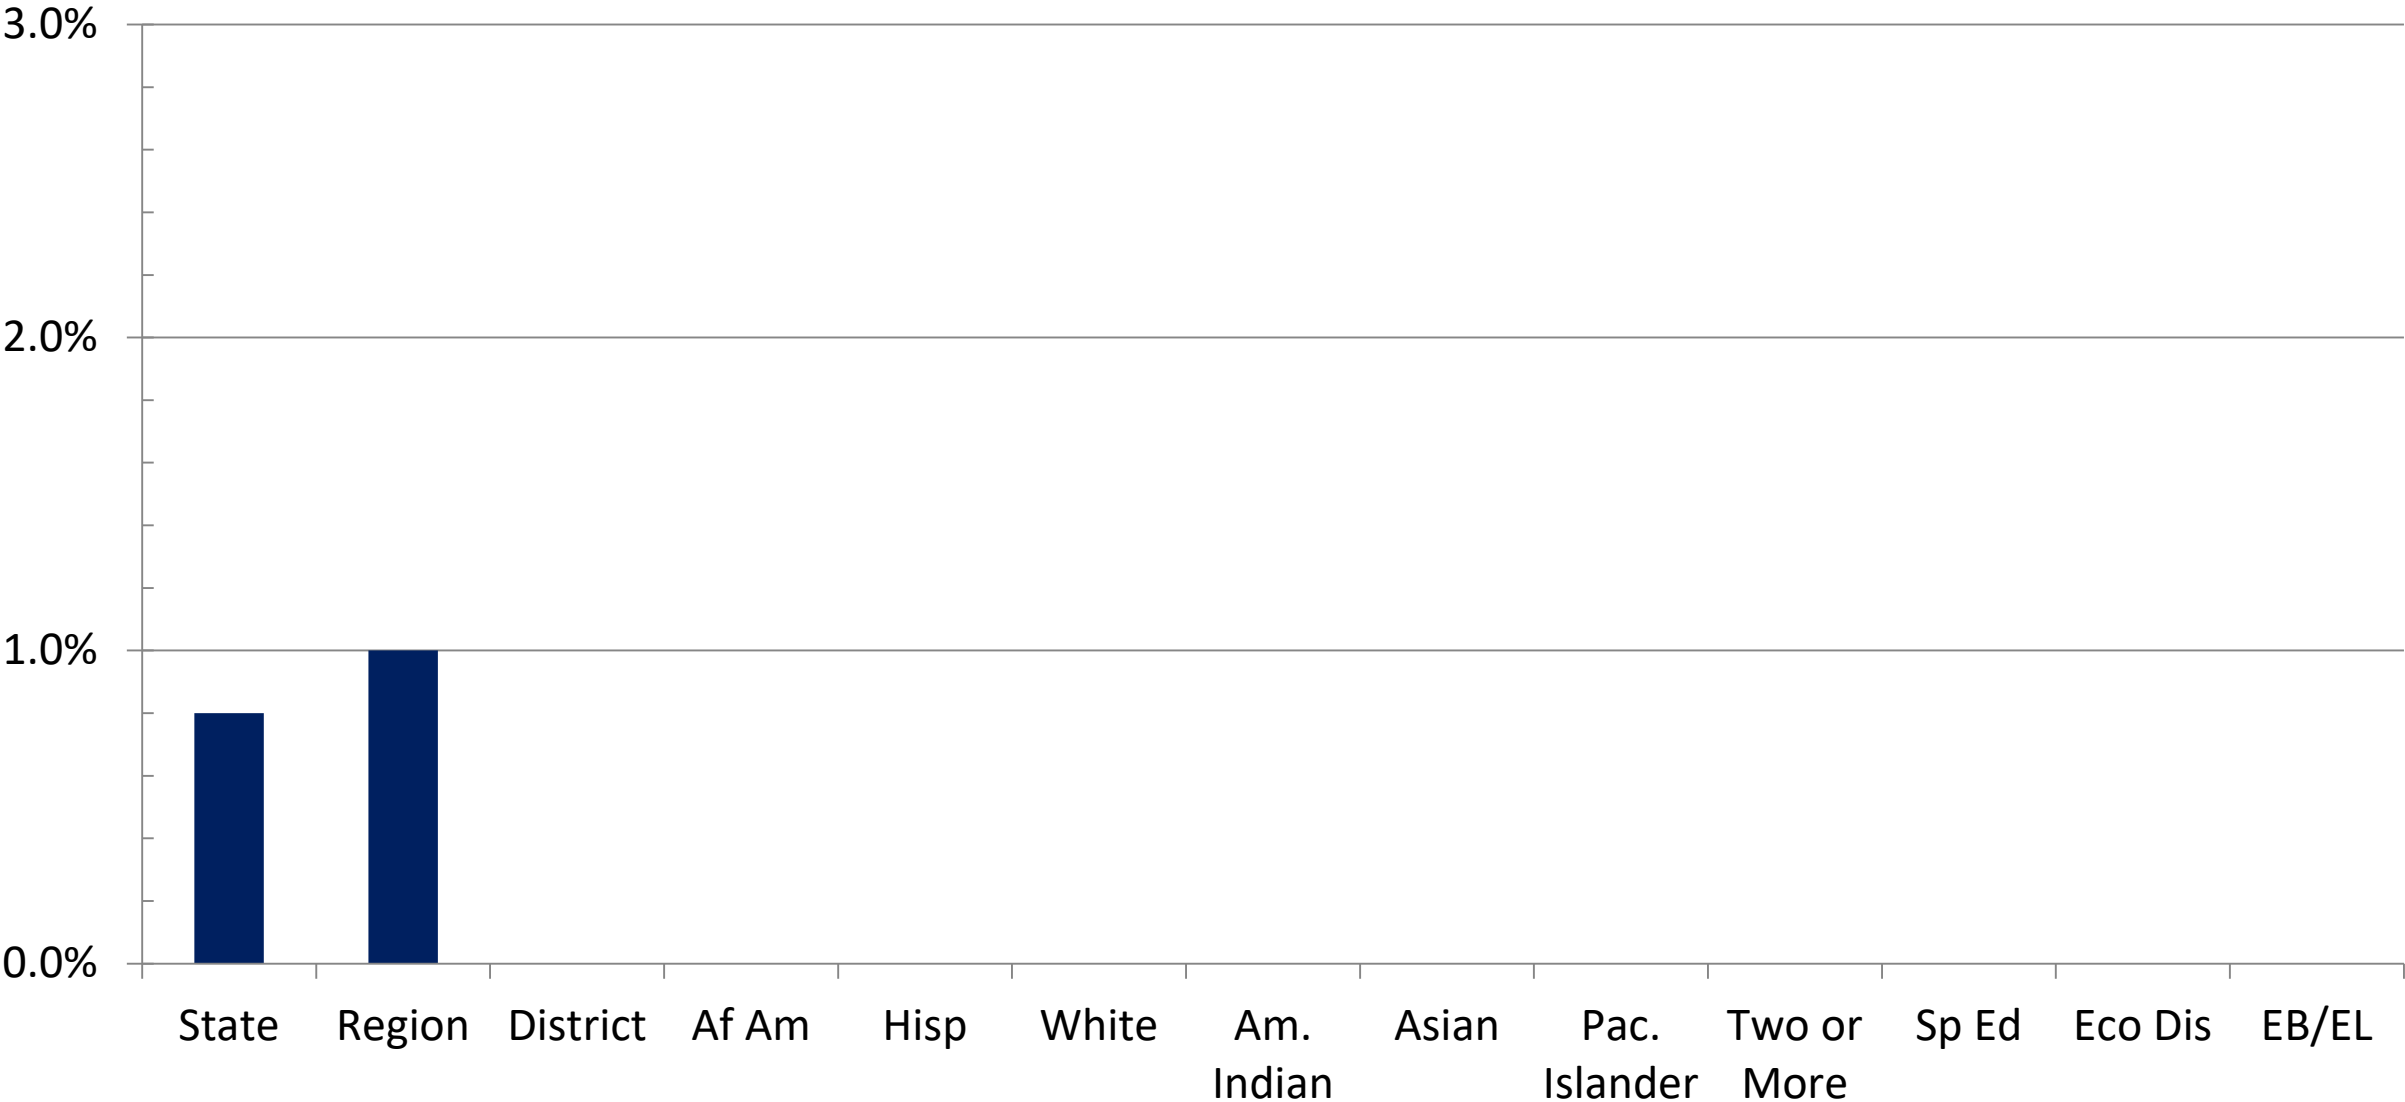 3.0%
2.0%
1.0%
0.0%
State Region District Af Am Hisp White Am. Asian Pac. Two or Sp Ed Eco Dis EB/EL
Indian Islander More